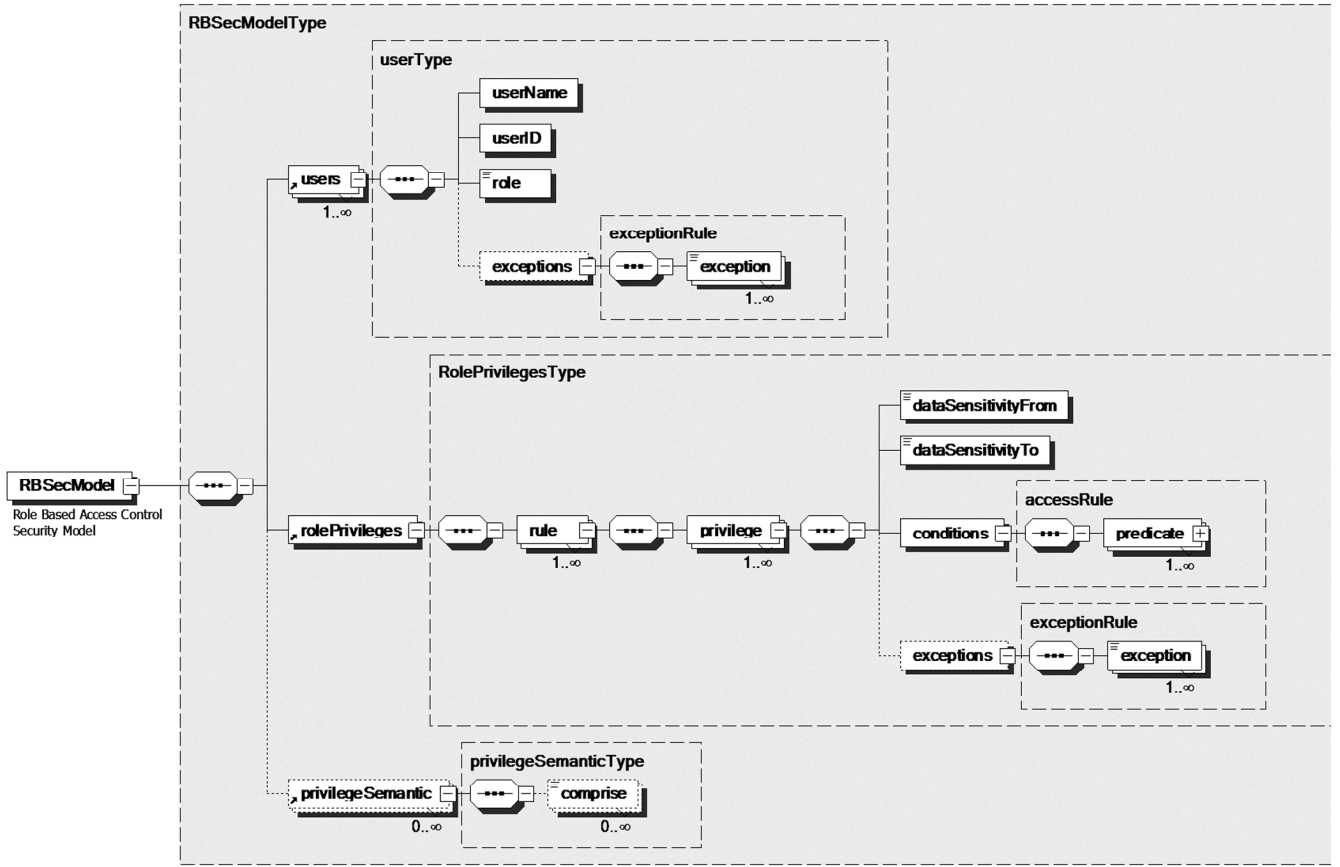 RBSecModelType
userType
userName
userID
role
users
1..∞
exceptionRule
exceptions
exception
1..∞
RolePrivilegesType
dataSensitivityFrom
dataSensitivityTo
RBSecModel
Role Based Access Control
Security Model
accessRule
rolePrivileges
rule
1..∞
privilege
1..∞
conditions
predicate
1..∞
exceptionRule
exceptions
exception
1..∞
privilegeSemanticType
privilegeSemantic
0..∞
comprise
0..∞